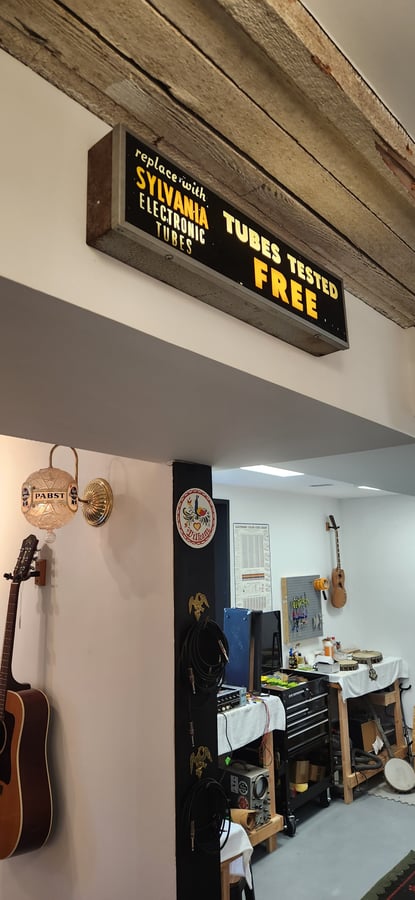 replace with
SYLVANIA
ELECTRONIC
TUBES
TUBES TESTED
FREE
PABST